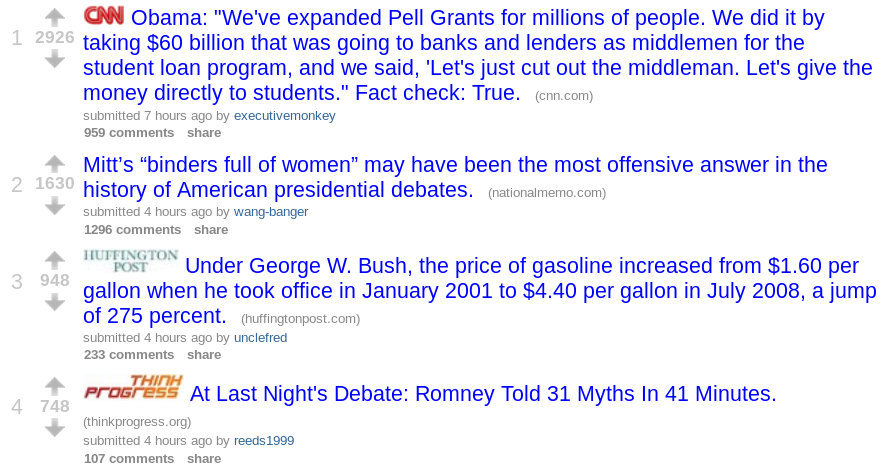 CNN Obama: "We've expanded Pell Grants for millions of people. We did it by
1 2926 taking $60 billion that was going to banks and lenders as middlemen for the
student loan program, and we said, 'Let's just cut out the middleman. Let's give the
money directly to students." Fact check: True. (cnn.com)
submitted 7 hours ago by executivemonkey
959 comments share
Mitt’s “binders full of women” may have been the most offensive answer in the
2 1630 history of American presidential debates. (nationalmemo.com)
submitted 4 hours ago by wang-banger
1296 comments share
HUFFINGTON POST Under George W. Bush, the price of gasoline increased from $1.60 per
3 948 gallon when he took office in January 2001 to $4.40 per gallon in July 2008, a jump
of 275 percent. (huffingtonpost.com)
submitted 4 hours ago by unclefred
233 comments share
THINK PROGRESS At Last Night's Debate: Romney Told 31 Myths In 41 Minutes.
4 748
(thinkprogress.org)
submitted 4 hours ago by reeds1999
107 comments share